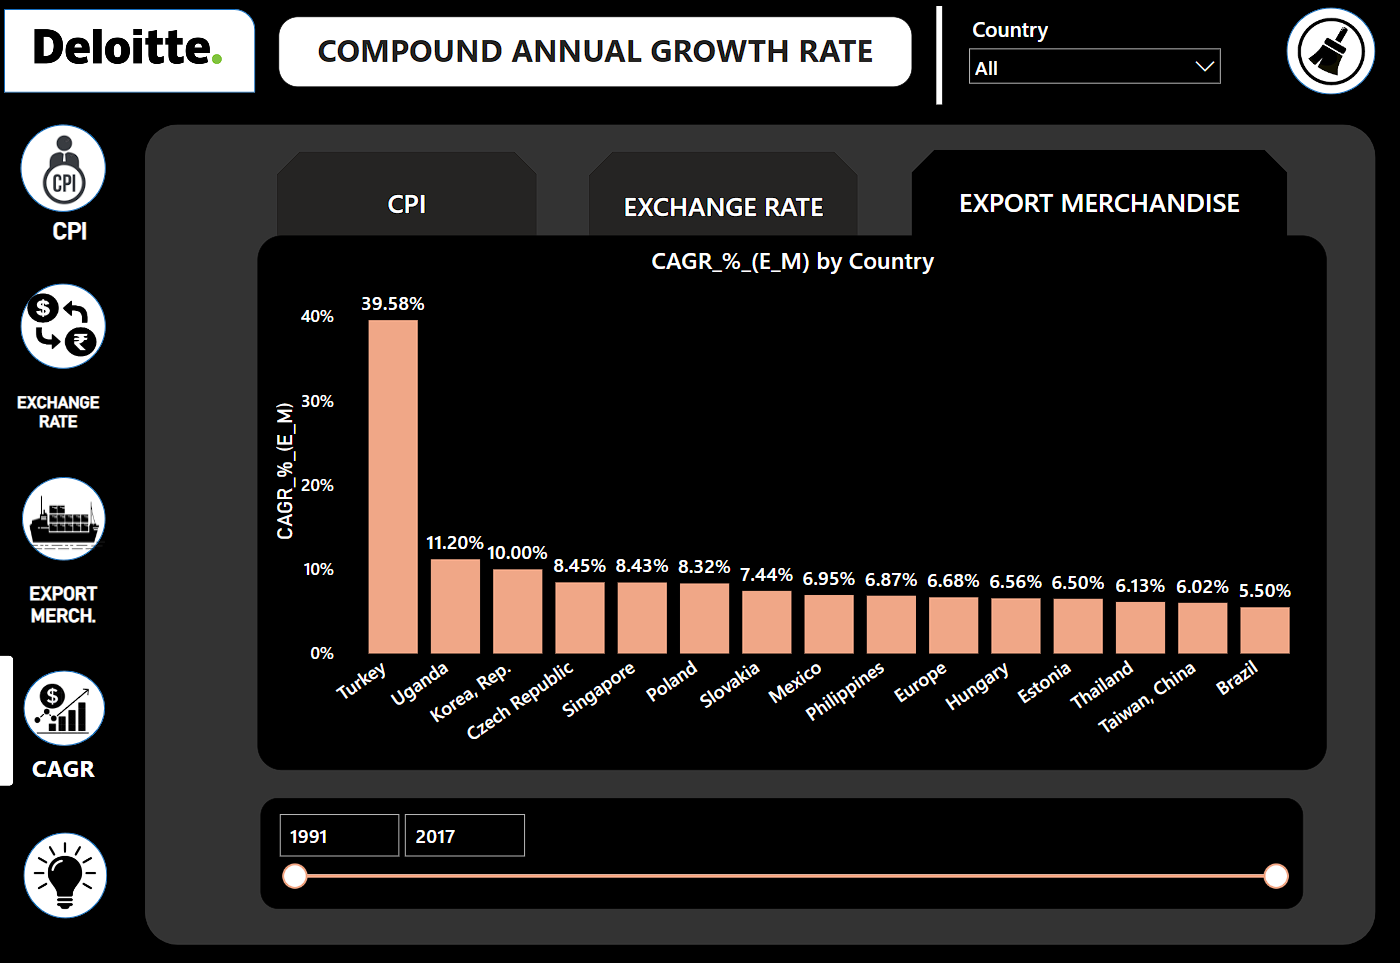 Deloitte.
COMPOUND ANNUAL GROWTH RATE
Country
All
CPI
CPI
EXCHANGE
RATE
$
₹
EXPORT
MERCH.
$
CAGR
CPI
EXCHANGE RATE
EXPORT MERCHANDISE
CAGR_%_(E_M) by Country
CAGR_%_(E_M)
40%
30%
20%
10%
0%
39.58%
11.20%
10.00%
8.45%
8.43%
8.32%
7.44%
6.95%
6.87%
6.68%
6.56%
6.50%
6.13%
6.02%
5.50%
Turkey
Uganda
Korea, Rep.
Czech Republic
Singapore
Poland
Slovakia
Mexico
Philippines
Europe
Hungary
Estonia
Thailand
Taiwan, China
Brazil
1991
2017